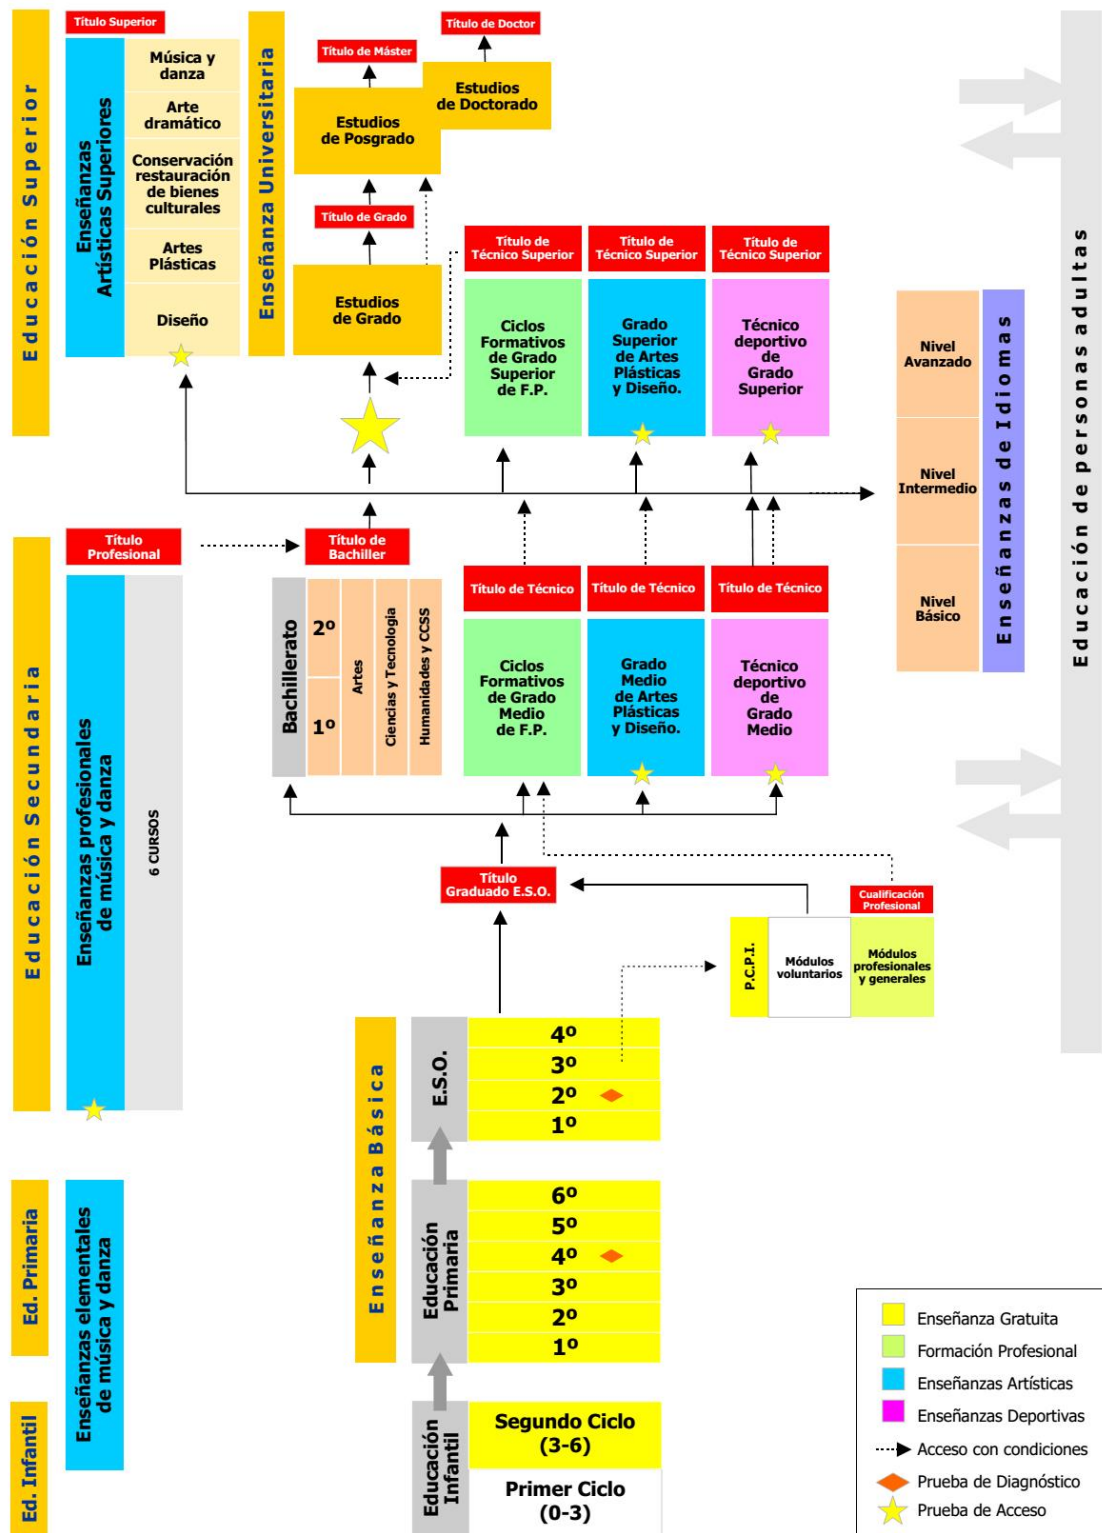 Educación Superior
Título Superior
Enseñanzas
Artísticas Superiores
Música y
danza
Arte
dramático
Conservación
restauración
de bienes
culturales
Artes
Plásticas
Diseño
Enseñanza Universitaria
Título de Doctor
Título de Máster
Estudios
de Doctorado
Estudios
de Posgrado
Título de Grado
Estudios
de Grado
Título de
Técnico Superior
Título de
Técnico Superior
Título de
Técnico Superior
Ciclos
Formativos
de Grado
Superior
de F.P.
Grado
Superior
de Artes
Plásticas
y Diseño.
Técnico
deportivo
de
Grado
Superior
Nivel
Avanzado
Nivel
Intermedio
Nivel
Básico
Enseñanzas de Idiomas
Educación de personas adultas
Educación Secundaria
Título
Profesional
Enseñanzas profesionales
de música y danza
6 CURSOS
Título de
Bachiller
Bachillerato
2º
1º
Artes
Ciencias y Tecnología
Humanidades y CCSS
Título de Técnico
Título de Técnico
Título de Técnico
Ciclos
Formativos
de Grado
Medio
de F.P.
Grado
Medio
de Artes
Plásticas
y Diseño.
Técnico
deportivo
de
Grado
Medio
Título
Graduado E.S.O.
Cualificación
Profesional
P.C.P.I.
Módulos
voluntarios
Módulos
profesionales
y generales
Enseñanza Básica
E.S.O.
4º
3º
2º
1º
Ed. Primaria
Enseñanzas elementales
de música y danza
Educación
Primaria
6º
5º
4º
3º
2º
1º
Ed. Infantil
Educación
Infantil
Segundo Ciclo
(3-6)
Primer Ciclo
(0-3)
Enseñanza Gratuita
Formación Profesional
Enseñanzas Artísticas
Enseñanzas Deportivas
Acceso con condiciones
Prueba de Diagnóstico
Prueba de Acceso